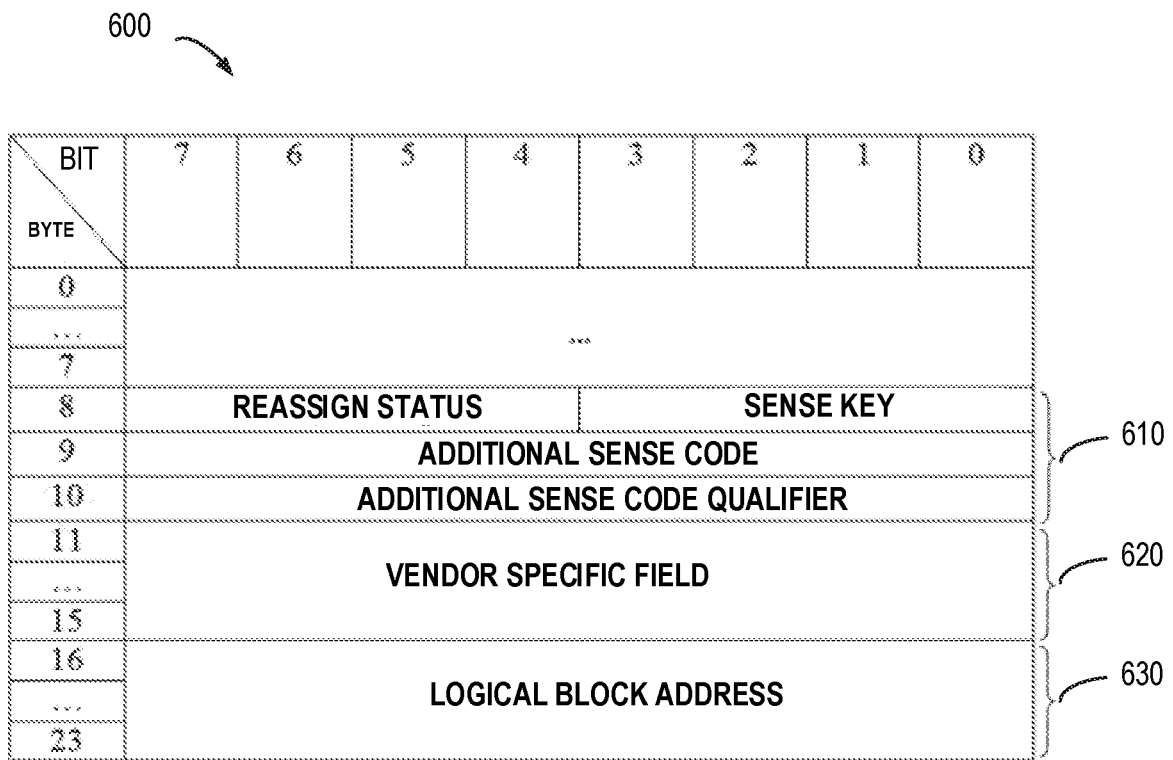 600
BIT 7 6 5 4 3 2 1 0
BYTE
0
... ...
7
8 REASSIGN STATUS SENSE KEY
610
9 ADDITIONAL SENSE CODE
10 ADDITIONAL SENSE CODE QUALIFIER
11
620
... VENDOR SPECIFIC FIELD
15
16
630
... LOGICAL BLOCK ADDRESS
23